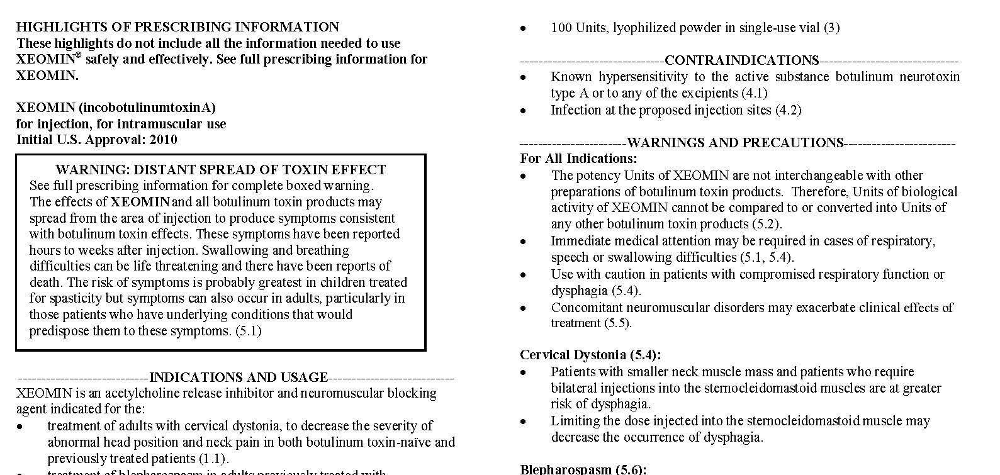 HIGHLIGHTS OF PRESCRIBING INFORMATION
These highlights do not include all the information needed to use
XEOMIN® safely and effectively. See full prescribing information for
XEOMIN.
XEOMIN (incobotulinumtoxinA)
for injection, for intramuscular use
Initial U.S. Approval: 2010
WARNING: DISTANT SPREAD OF TOXIN EFFECT
See full prescribing information for complete boxed warning.
The effects of XEOMIN and all botulinum toxin products may
spread from the area of injection to produce symptoms consistent
with botulinum toxin effects. These symptoms have been reported
hours to weeks after injection. Swallowing and breathing
difficulties can be life threatening and there have been reports of
death. The risk of symptoms is probably greatest in children treated
for spasticity but symptoms can also occur in adults, particularly in
those patients who have underlying conditions that would
predispose them to these symptoms. (5.1)
----------------------------INDICATIONS AND USAGE---------------------------
XEOMIN is an acetylcholine release inhibitor and neuromuscular blocking
agent indicated for the:
• treatment of adults with cervical dystonia, to decrease the severity of
abnormal head position and neck pain in both botulinum toxin-naïve and
previously treated patients (1.1).
• treatment of blepharospasm in adults previously treated with
• 100 Units, lyophilized powder in single-use vial (3)
-------------------------------CONTRAINDICATIONS------------------------------
• Known hypersensitivity to the active substance botulinum neurotoxin
type A or to any of the excipients (4.1)
• Infection at the proposed injection sites (4.2)
-----------------------WARNINGS AND PRECAUTIONS------------------------
For All Indications:
• The potency Units of XEOMIN are not interchangeable with other
preparations of botulinum toxin products. Therefore, Units of biological
activity of XEOMIN cannot be compared to or converted into Units of
any other botulinum toxin products (5.2).
• Immediate medical attention may be required in cases of respiratory,
speech or swallowing difficulties (5.1, 5.4).
• Use with caution in patients with compromised respiratory function or
dysphagia (5.4).
• Concomitant neuromuscular disorders may exacerbate clinical effects of
treatment (5.5).
Cervical Dystonia (5.4):
• Patients with smaller neck muscle mass and patients who require
bilateral injections into the sternocleidomastoid muscles are at greater
risk of dysphagia.
• Limiting the dose injected into the sternocleidomastoid muscle may
decrease the occurrence of dysphagia.
Blepharospasm (5.6):